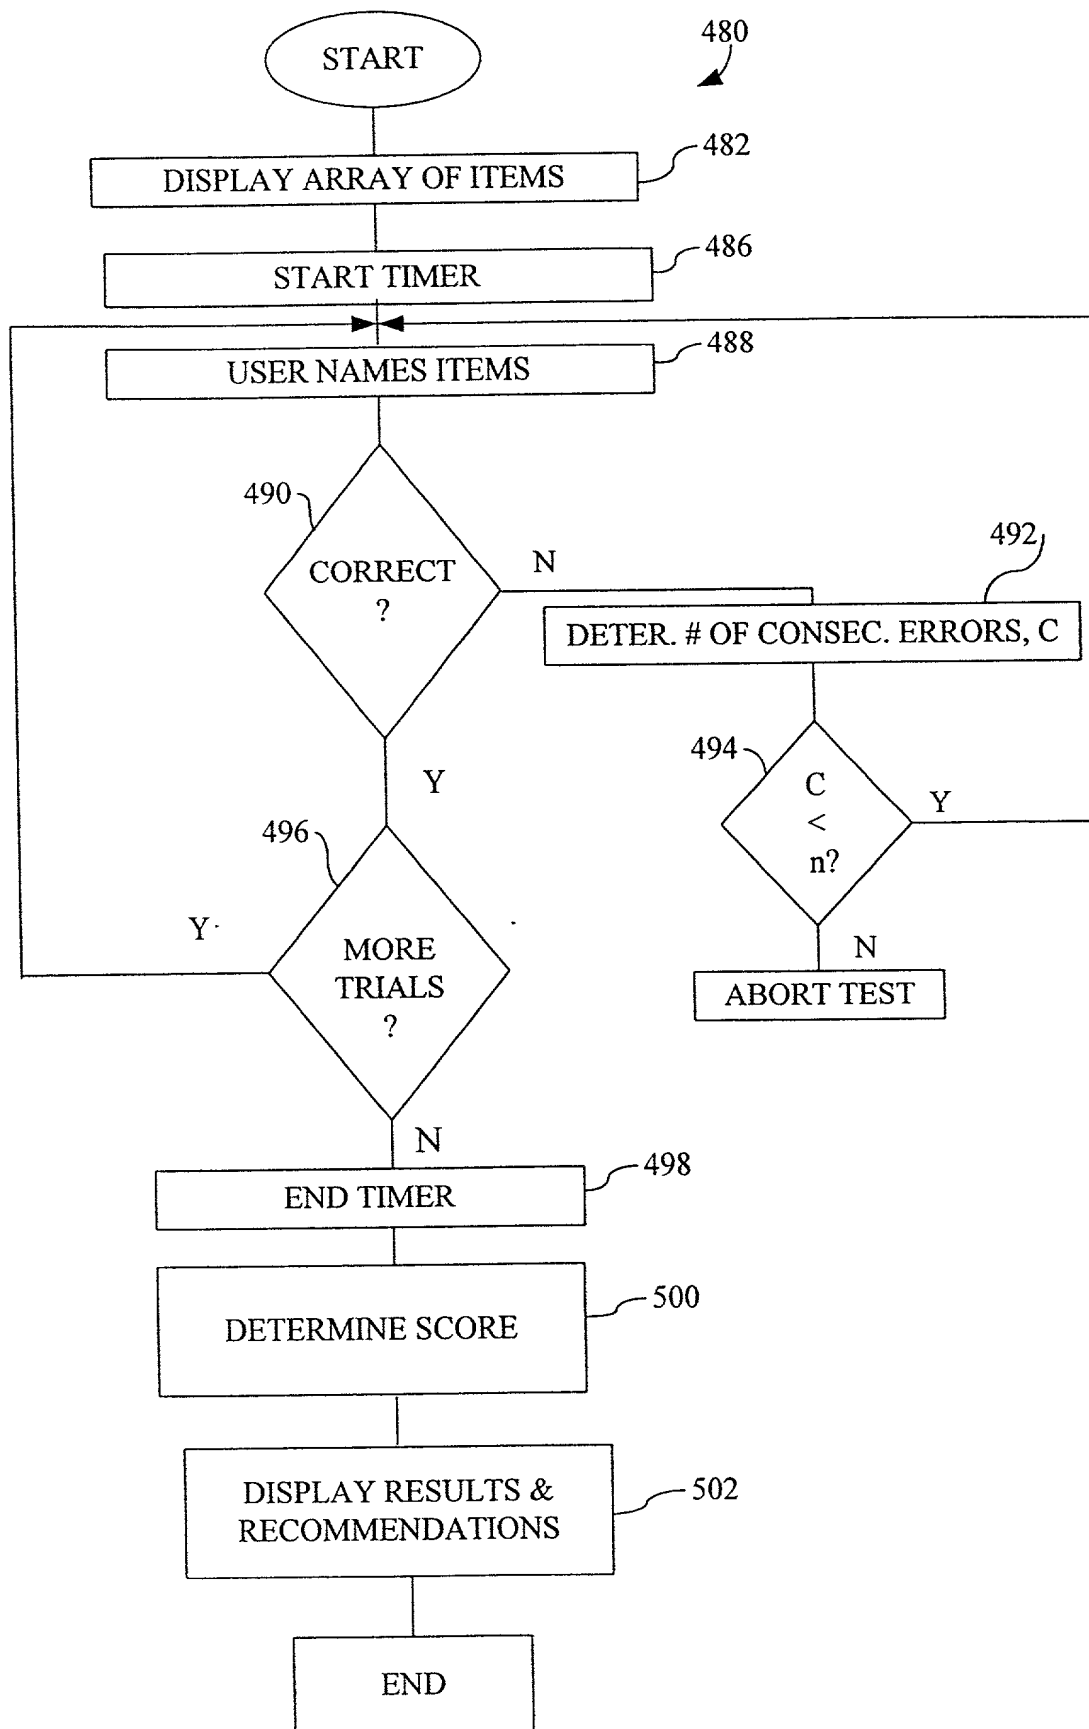 START
480
482
DISPLAY ARRAY OF ITEMS
486
START TIMER
488
USER NAMES ITEMS
490
CORRECT
?
N
492
DETER. # OF CONSEC. ERRORS, C
Y
494
C
<
n?
Y
N
ABORT TEST
496
Y
MORE
TRIALS
?
N
498
END TIMER
500
DETERMINE SCORE
502
DISPLAY RESULTS &
RECOMMENDATIONS
END